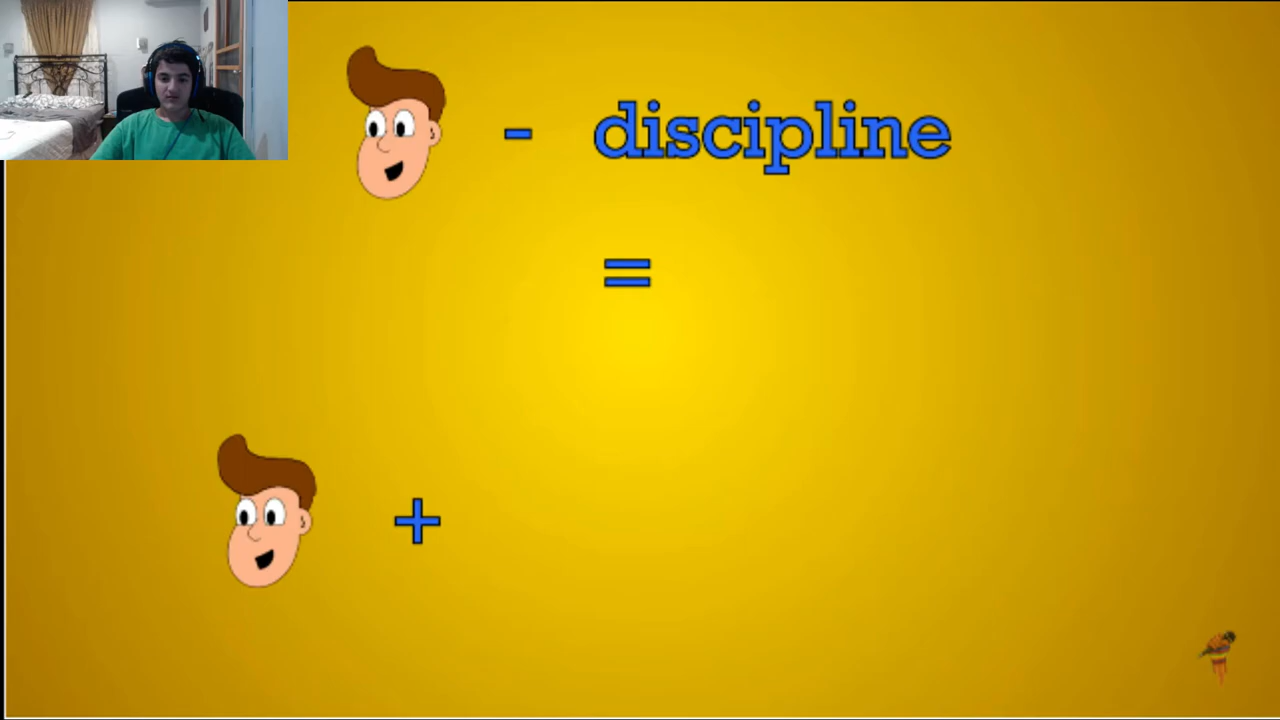 - discipline
=
+